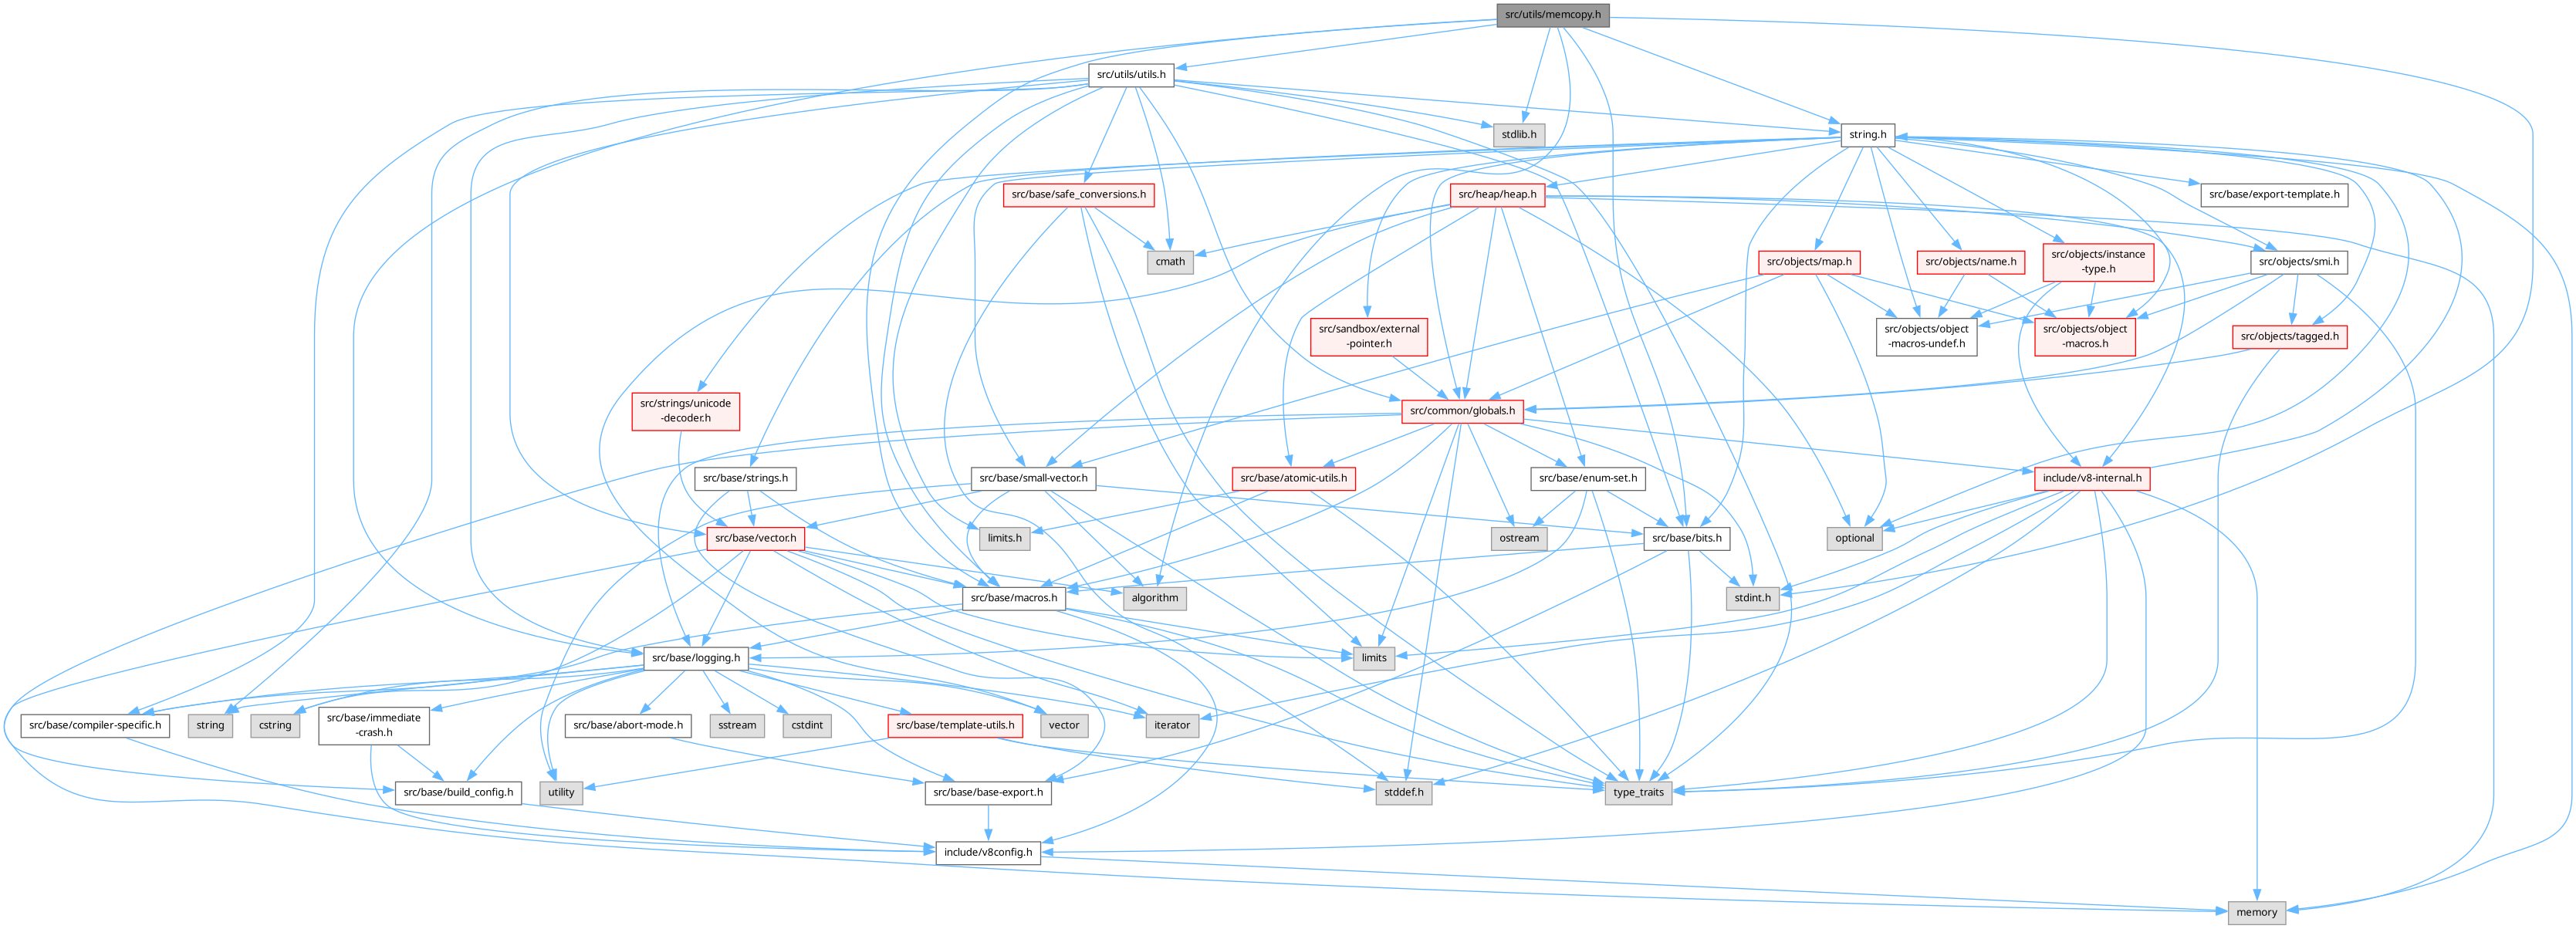 src/utils/memcopy.h
src/utils/utils.h
stdlib.h
string.h
src/base/safe_conversions.h
src/heap/heap.h
src/base/export-template.h
cmath
src/objects/map.h
src/objects/name.h
src/objects/instance
-type.h
src/objects/smi.h
src/sandbox/external
-pointer.h
src/objects/object
-macros-undef.h
src/objects/object
-macros.h
src/objects/tagged.h
src/strings/unicode
-decoder.h
src/common/globals.h
src/base/strings.h
src/base/small-vector.h
src/base/atomic-utils.h
src/base/enum-set.h
include/v8-internal.h
src/base/vector.h
limits.h
ostream
src/base/bits.h
optional
src/base/macros.h
algorithm
stdint.h
src/base/logging.h
limits
src/base/compiler-specific.h
string
cstring
src/base/immediate
-crash.h
src/base/abort-mode.h
sstream
cstdint
src/base/template-utils.h
vector
iterator
src/base/build_config.h
utility
src/base/base-export.h
stddef.h
type_traits
include/v8config.h
memory